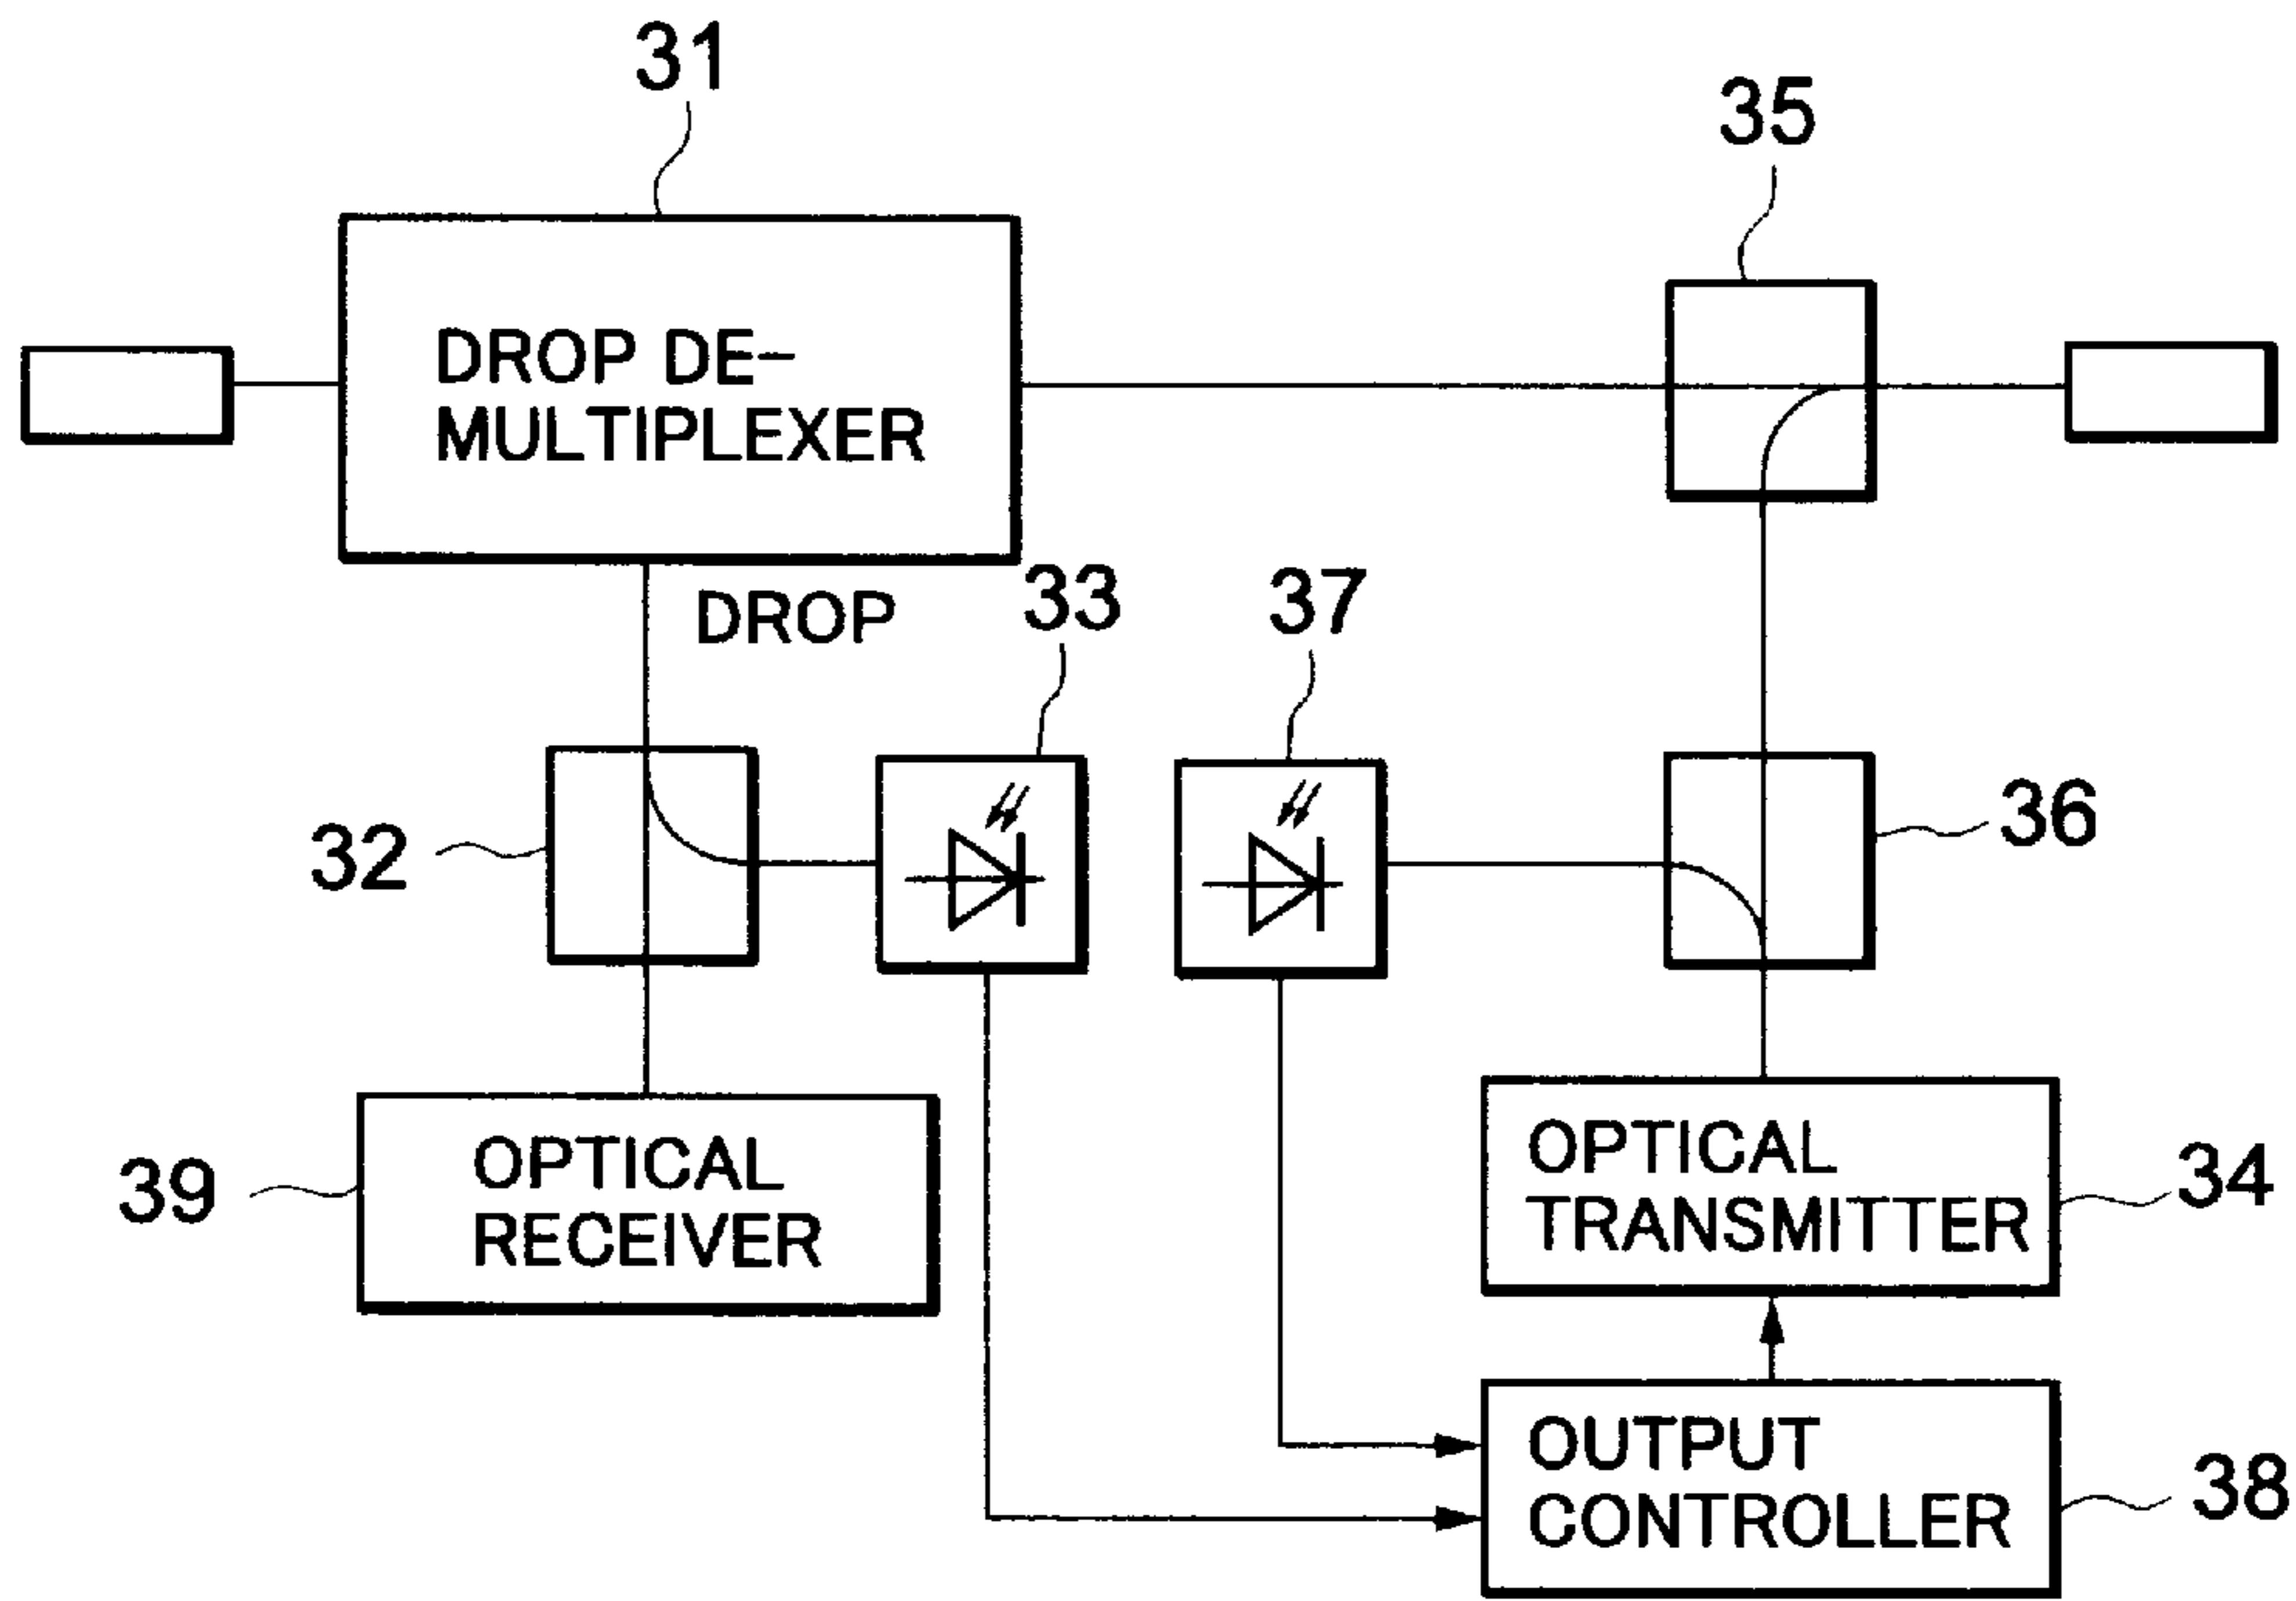 31
35
DROP DE-
MULTIPLEXER
DROP
33
37
32
36
39
OPTICAL
RECEIVER
OPTICAL
TRANSMITTER
34
OUTPUT
CONTROLLER
38